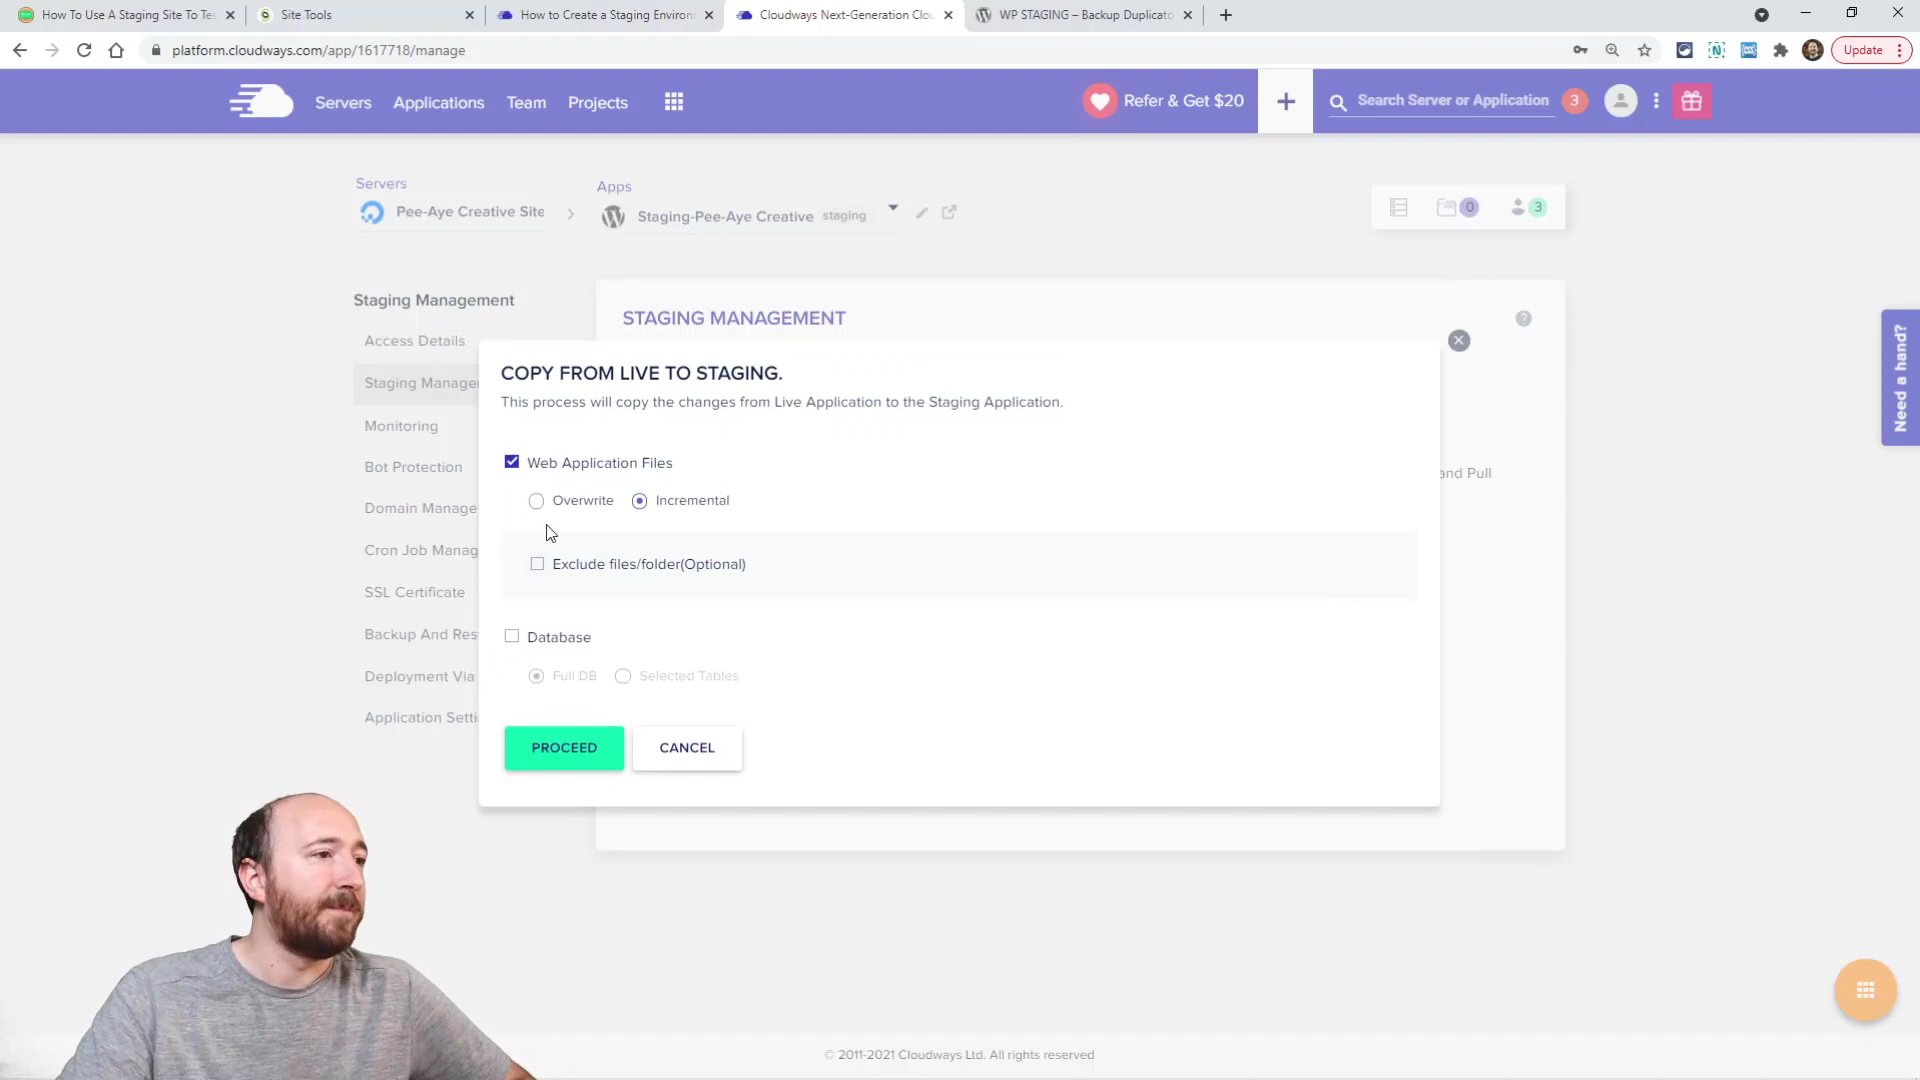 How To Use A Staging Site To Tes
Site Tools
How to Create a Staging Environ
Cloudways Next-Generation Clou
WP STAGING – Backup Duplicato
platform.cloudways.com/app/1617718/manage
Update
Servers Applications Team Projects
Refer & Get $20
+
Search Server or Application
3
Servers
Pee-Aye Creative Site
Apps
Staging-Pee-Aye Creative staging
0
3
Staging Management
Access Details
Staging Manageme
Monitoring
Bot Protection
Domain Manage
Cron Job Manag
SSL Certificate
Backup And Res
Deployment Via
Application Setti
STAGING MANAGEMENT
?
and Pull
COPY FROM LIVE TO STAGING.
This process will copy the changes from Live Application to the Staging Application.
Web Application Files
Overwrite Incremental
Exclude files/folder(Optional)
Database
Full DB Selected Tables
PROCEED CANCEL
Need a hand?
© 2011-2021 Cloudways Ltd. All rights reserved